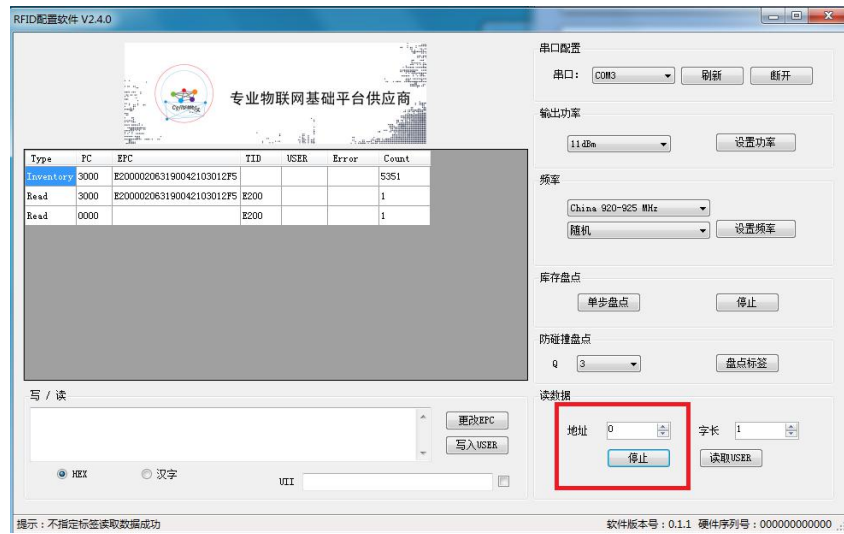 RFID配置软件 V2.4.0
专业物联网基础平台供应商
Type PC EPC TID USER Error Count
Inventory 3000 E200002063190042103012F5 5351
Read 3000 E200002063190042103012F5 E200 1
Read 0000 E200 1
写 / 读
更改EPC
写入USER
HEX 汉字 UII
串口配置
串口： COM3 刷新 断开
输出功率
11dBm 设置功率
频率
China 920-925 MHz
随机 设置频率
库存盘点
单步盘点 停止
防碰撞盘点
Q 3 盘点标签
读数据
地址 0 字长 1
停止 读取USER
提示：不指定标签读取数据成功 软件版本号：0.1.1 硬件序列号：000000000000